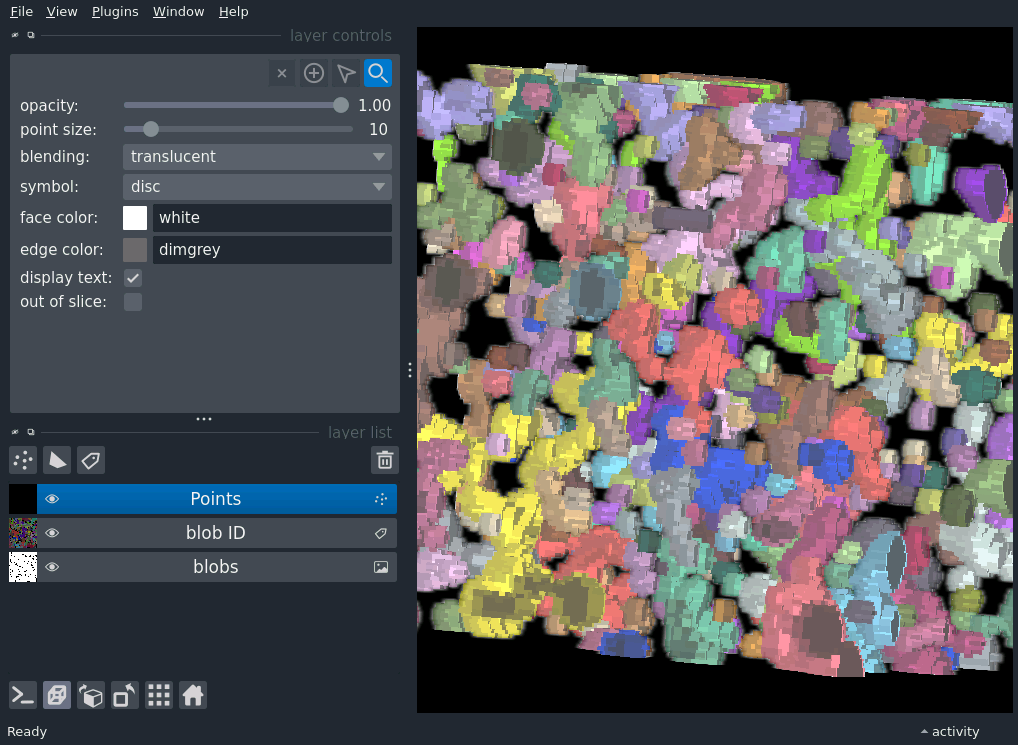 File View Plugins Window Help
layer controls
opacity: 1.00
point size: 10
blending: translucent
symbol: disc
face color: white
edge color: dimgrey
display text:
out of slice:
layer list
Points
blob ID
blobs
Ready
activity